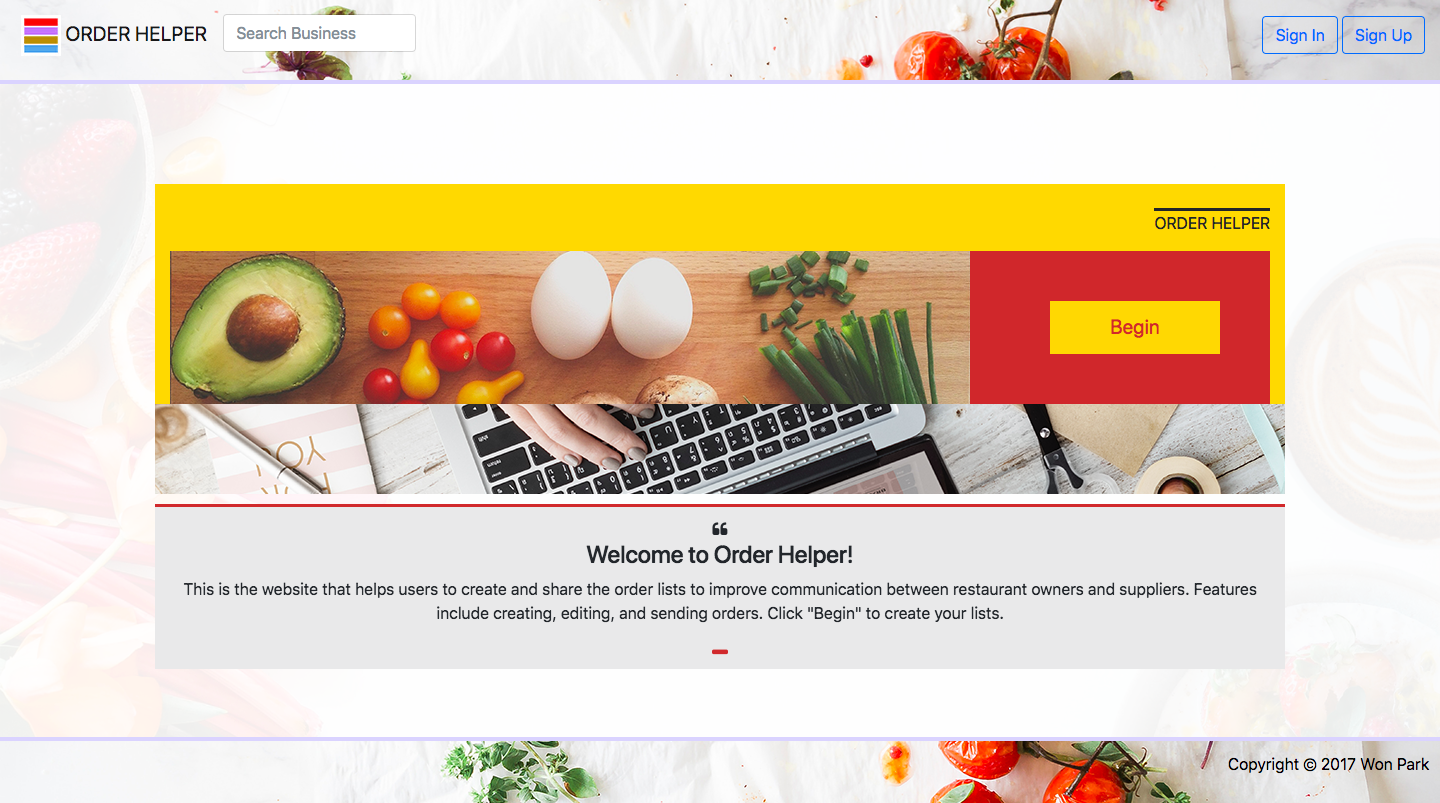 ORDER HELPER
Search Business
Sign In
Sign Up
ORDER HELPER
Begin
YOU
❝
Welcome to Order Helper!
This is the website that helps users to create and share the order lists to improve communication between restaurant owners and suppliers. Features
include creating, editing, and sending orders. Click "Begin" to create your lists.
Copyright © 2017 Won Park